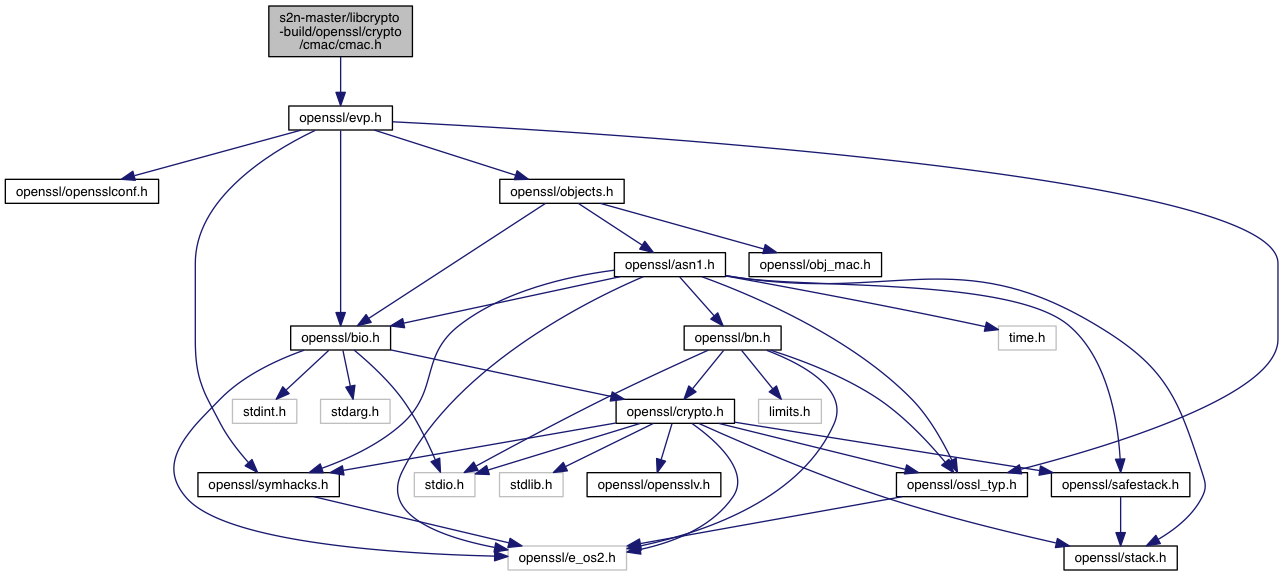 s2n-master/libcrypto
-build/openssl/crypto
/cmac/cmac.h
openssl/evp.h
openssl/opensslconf.h
openssl/objects.h
openssl/asn1.h
openssl/obj_mac.h
openssl/bio.h
openssl/bn.h
time.h
stdint.h
stdarg.h
openssl/crypto.h
limits.h
openssl/symhacks.h
stdio.h
stdlib.h
openssl/opensslv.h
openssl/ossl_typ.h
openssl/safestack.h
openssl/e_os2.h
openssl/stack.h